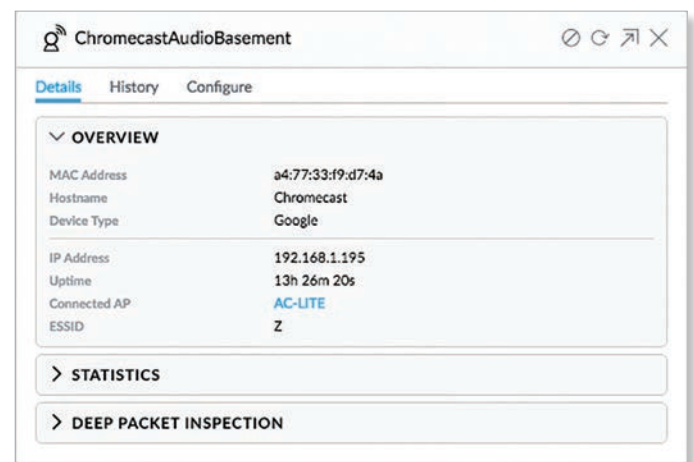 ChromecastAudioBasement
Details History Configure
OVERVIEW
MAC Address a4:77:33:f9:d7:4a
Hostname Chromecast
Device Type Google
IP Address 192.168.1.195
Uptime 13h 26m 20s
Connected AP AC-LITE
ESSID Z
STATISTICS
DEEP PACKET INSPECTION